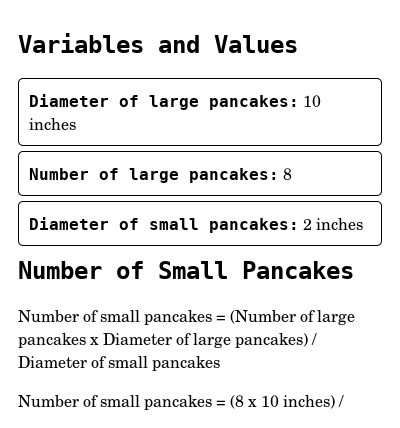 Variables and Values
Diameter of large pancakes: 10
inches
Number of large pancakes: 8
Diameter of small pancakes: 2 inches
Number of Small Pancakes
Number of small pancakes = (Number of large
pancakes x Diameter of large pancakes) /
Diameter of small pancakes
Number of small pancakes = (8 x 10 inches) /